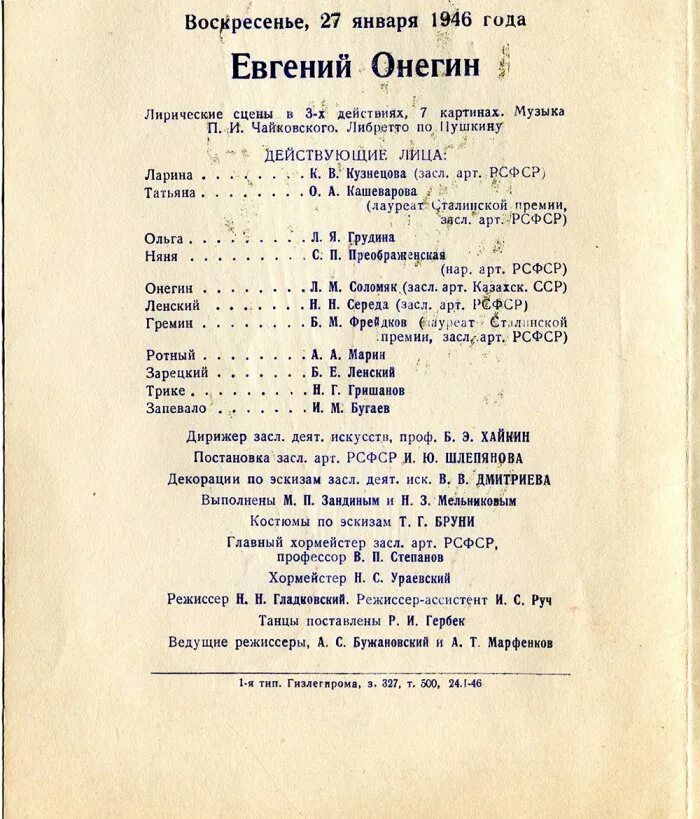 Воскресенье, 27 января 1946 года
Евгений Онегин
Лирические сцены в 3-х действиях, 7 картинах. Музыка
П. И. Чайковского. Либретто по Пушкину
ДЕЙСТВУЮЩИЕ ЛИЦА:
Ларина . . . . . . . . К. В. Кузнецова (засл. арт. РСФСР)
Татьяна . . . . . . . . О. А. Кашеварова
(лауреат Сталинской премии,
засл. арт. РСФСР)
Ольга . . . . . . . . . Л. Я. Грудина
Няня . . . . . . . . . С. П. Преображенская
(нар. арт. РСФСР)
Онегин . . . . . . . . Л. М. Соломяк (засл. арт. Казахск. ССР)
Ленский . . . . . . . . Н. Н. Середа (засл. арт. РСФСР)
Гремин . . . . . . . . Б. М. Фрейдков (лауреат Сталинской
премии, засл. арт. РСФСР)
Ротный . . . . . . . . А. А. Марин
Зарецкий . . . . . . . Б. Е. Ленский
Трике . . . . . . . . . Н. Г. Гришанов
Запевало . . . . . . . И. М. Бугаев
Дирижер засл. деят. искусств, проф. Б. Э. ХАЙКИН
Постановка засл. арт. РСФСР И. Ю. ШЛЕПЯНОВА
Декорации по эскизам засл. деят. иск. В. В. ДМИТРИЕВА
Выполнены М. П. Зандиным и Н. З. Мельниковым
Костюмы по эскизам Т. Г. БРУНИ
Главный хормейстер засл. арт. РСФСР,
профессор В. П. Степанов
Хормейстер Н. С. Ураевский
Режиссер Н. Н. Гладковский. Режиссер-ассистент И. С. Руч
Танцы поставлены Р. И. Гербек
Ведущие режиссеры, А. С. Бужановский и А. Т. Марфенков
1-я тип. Гизлегпрома, з. 327, т. 500, 24.I-46